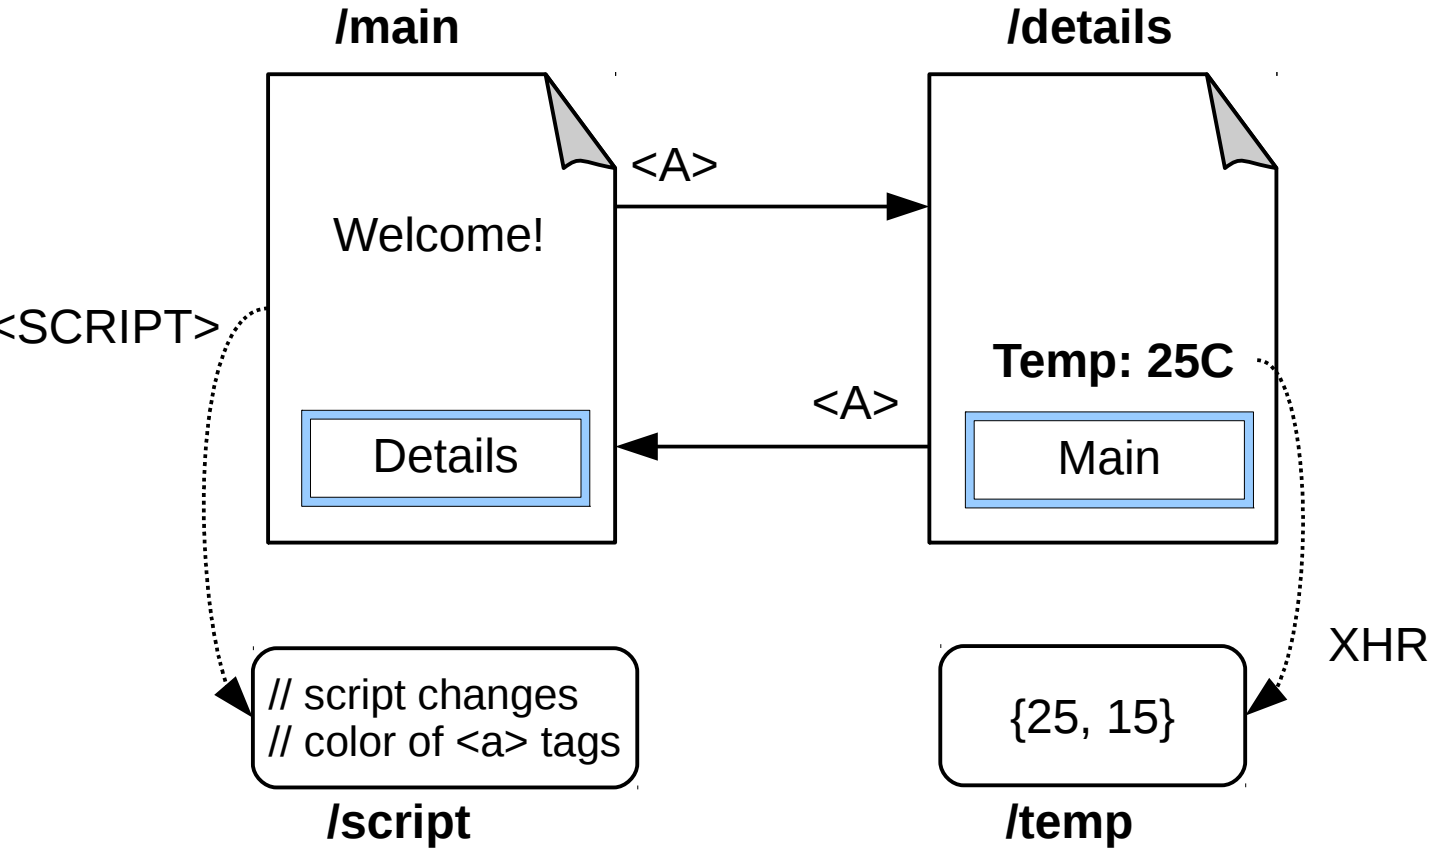 /main
/details
<A>
Welcome!
<SCRIPT>
Temp: 25C
<A>
Details
Main
XHR
// script changes
// color of <a> tags
{25, 15}
/script
/temp